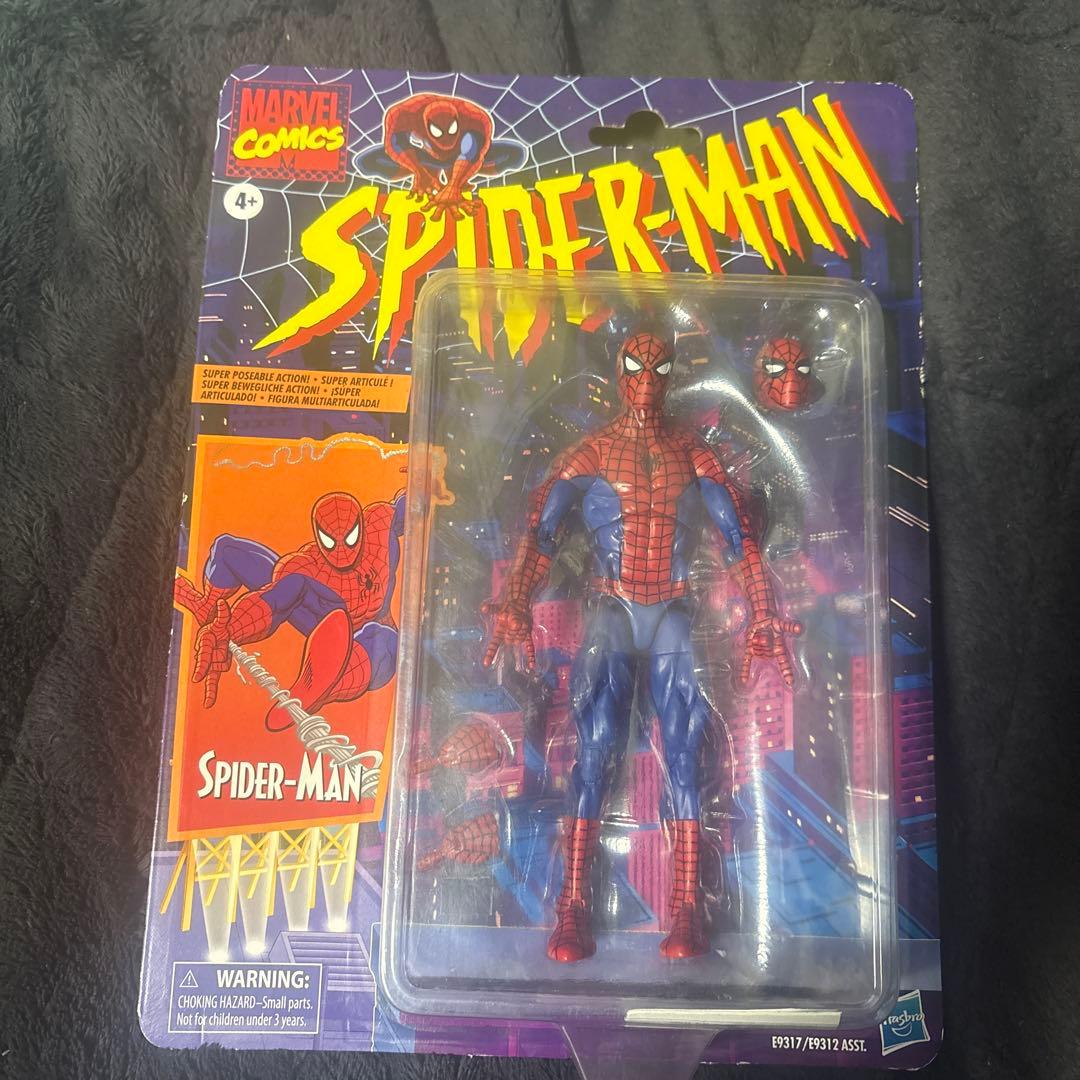 MARVEL
COMICS
M
4+
SPIDER-MAN
SUPER POSEABLE ACTION! • SUPER ARTICULÉ !
SUPER BEWEGLICHE ACTION! • ¡SÚPER
ARTICULADO! • FIGURA MULTIARTICULADA!
SPIDER-MAN
WARNING:
CHOKING HAZARD–Small parts.
Not for children under 3 years.
E9317/E9312 ASST.
Hasbro